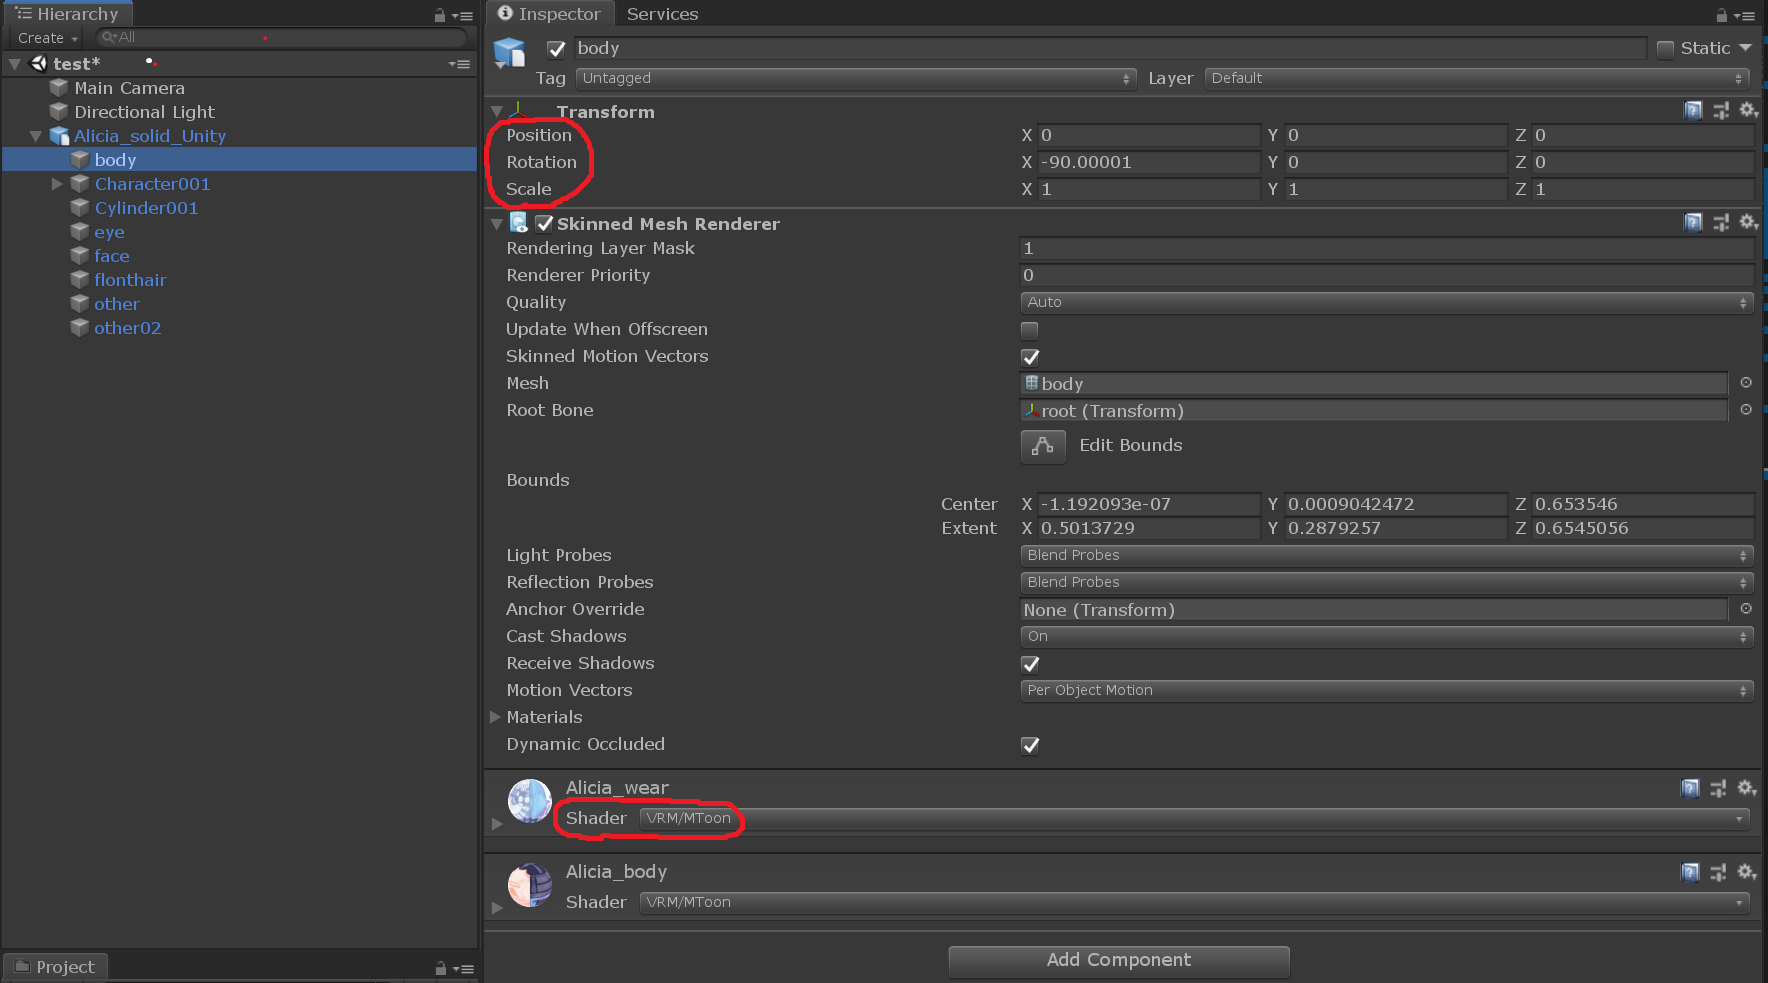 Hierarchy
Create All
test*
Main Camera
Directional Light
Alicia_solid_Unity
body
Character001
Cylinder001
eye
face
flonthair
other
other02
Project
Inspector Services
body Static
Tag Untagged Layer Default
Transform
Position X 0 Y 0 Z 0
Rotation X -90.00001 Y 0 Z 0
Scale X 1 Y 1 Z 1
Skinned Mesh Renderer
Rendering Layer Mask 1
Renderer Priority 0
Quality Auto
Update When Offscreen
Skinned Motion Vectors
Mesh body
Root Bone root (Transform)
Edit Bounds
Bounds
Center X -1.192093e-07 Y 0.0009042472 Z 0.653546
Extent X 0.5013729 Y 0.2879257 Z 0.6545056
Light Probes Blend Probes
Reflection Probes Blend Probes
Anchor Override None (Transform)
Cast Shadows On
Receive Shadows
Motion Vectors Per Object Motion
Materials
Dynamic Occluded
Alicia_wear
Shader VRM/MToon
Alicia_body
Shader VRM/MToon
Add Component